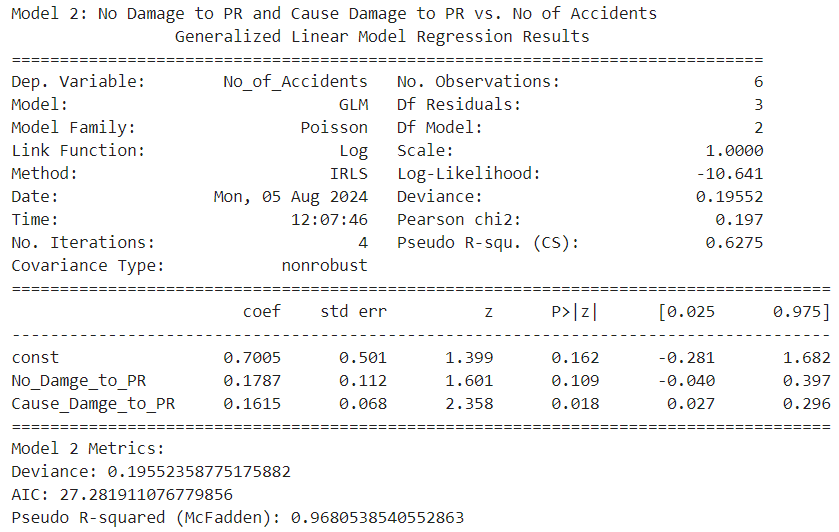 Model 2: No Damage to PR and Cause Damage to PR vs. No of Accidents
Generalized Linear Model Regression Results
==============================================================================
Dep. Variable: No_of_Accidents No. Observations: 6
Model: GLM Df Residuals: 3
Model Family: Poisson Df Model: 2
Link Function: Log Scale: 1.0000
Method: IRLS Log-Likelihood: -10.641
Date: Mon, 05 Aug 2024 Deviance: 0.19552
Time: 12:07:46 Pearson chi2: 0.197
No. Iterations: 4 Pseudo R-squ. (CS): 0.6275
Covariance Type: nonrobust
=====================================================================================
coef std err z P>|z| [0.025 0.975]
-------------------------------------------------------------------------------------
const 0.7005 0.501 1.399 0.162 -0.281 1.682
No_Damge_to_PR 0.1787 0.112 1.601 0.109 -0.040 0.397
Cause_Damge_to_PR 0.1615 0.068 2.358 0.018 0.027 0.296
=====================================================================================
Model 2 Metrics:
Deviance: 0.19552358775175882
AIC: 27.281911076779856
Pseudo R-squared (McFadden): 0.9680538540552863